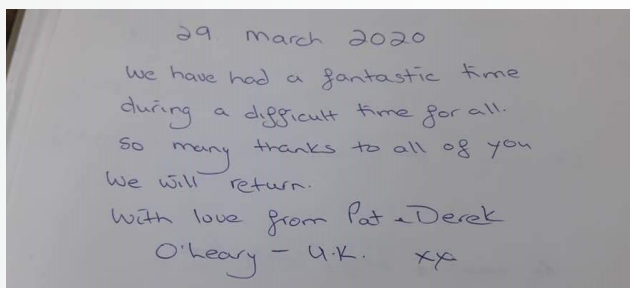 29 March 2020
We have had a fantastic time
during a difficult time for all.
So many thanks to all of you
We will return.
With love from Pat & Derek
O'Leary - U.K. xx